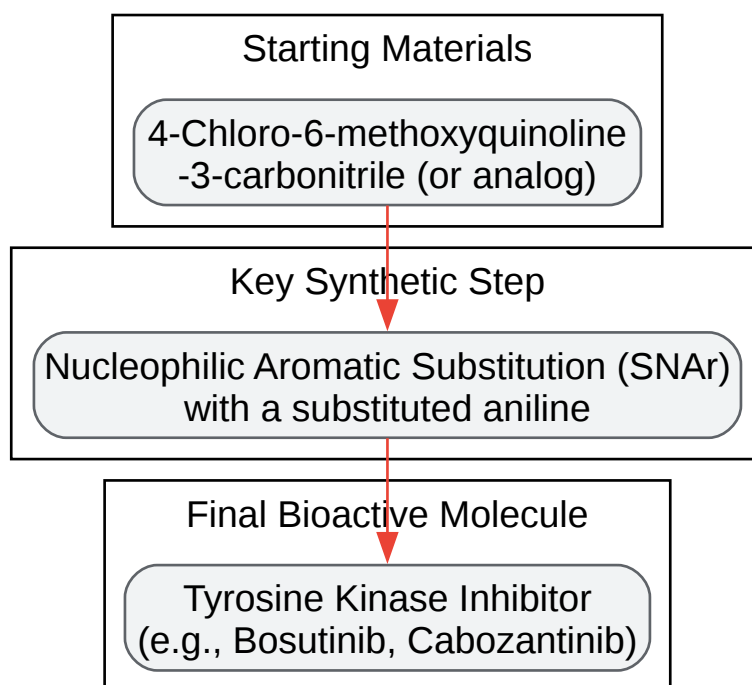 Starting Materials
4-Chloro-6-methoxyquinoline
-3-carbonitrile (or analog)
Key Synthetic Step
Nucleophilic Aromatic Substitution (SNAr)
with a substituted aniline
Final Bioactive Molecule
Tyrosine Kinase Inhibitor
(e.g., Bosutinib, Cabozantinib)